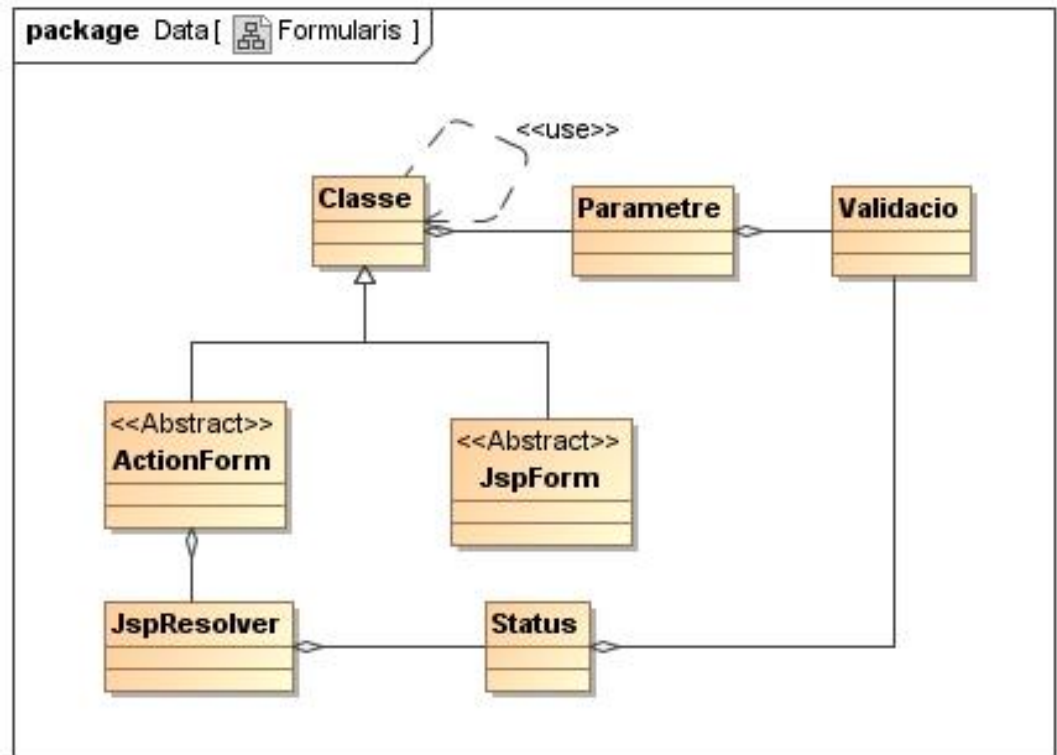 package Data [ Formularis ]
<<use>>
Classe
Parametre
Validacio
<<Abstract>>
ActionForm
<<Abstract>>
JspForm
JspResolver
Status